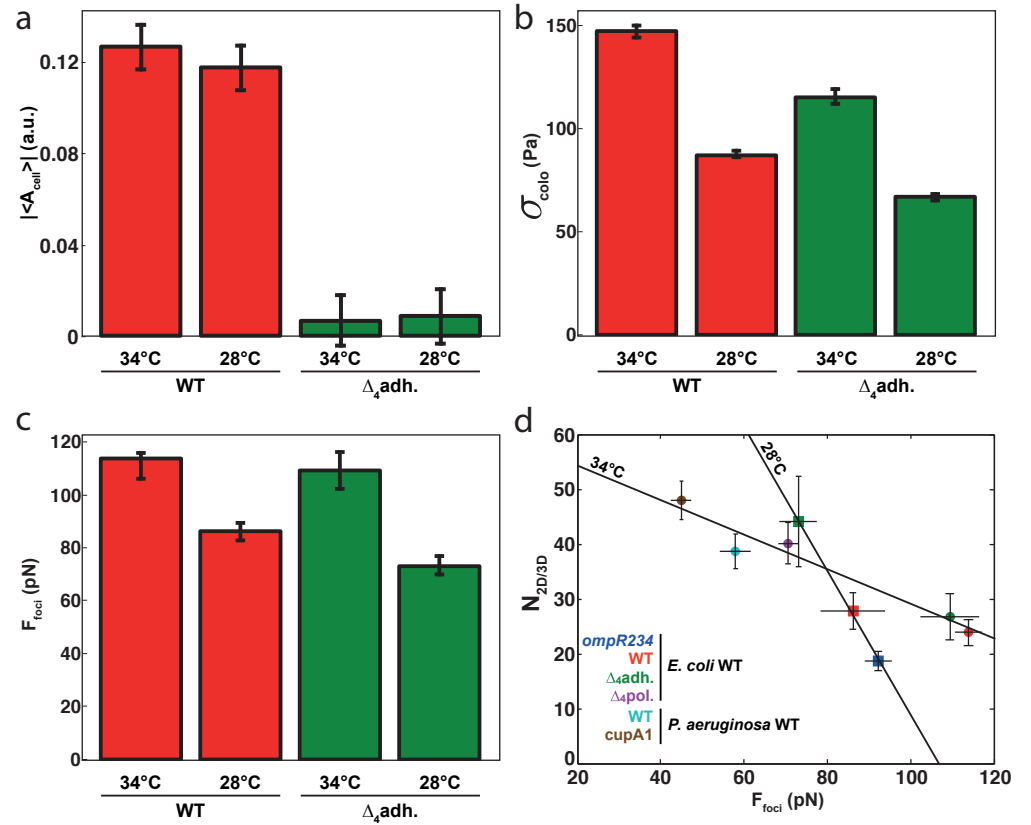 a
|<A_cell>| (a.u.)
0.12
0.08
0.04
0
34°C 28°C 34°C 28°C
WT Δ₄adh.
b
σ_colo (Pa)
150
100
50
0
34°C 28°C 34°C 28°C
WT Δ₄adh.
c
F_foci (pN)
120
100
80
60
40
20
0
34°C 28°C 34°C 28°C
WT Δ₄adh.
d
N_2D/3D
60
50
40
30
20
10
0
34°C
28°C
ompR234
WT
Δ₄adh.
Δ₄pol.
E. coli WT
WT
cupA1
P. aeruginosa WT
20 40 60 80 100 120
F_foci (pN)